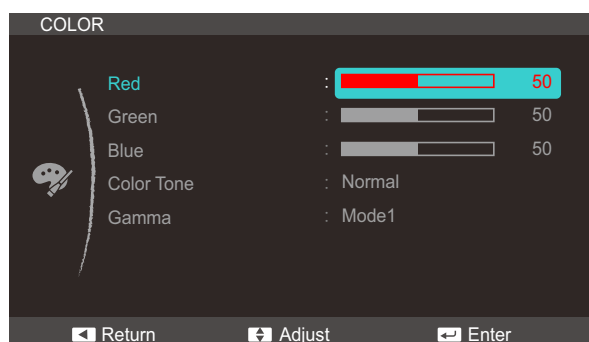 COLOR
Red : 50
Green : 50
Blue : 50
Color Tone : Normal
Gamma : Mode1
Return Adjust Enter